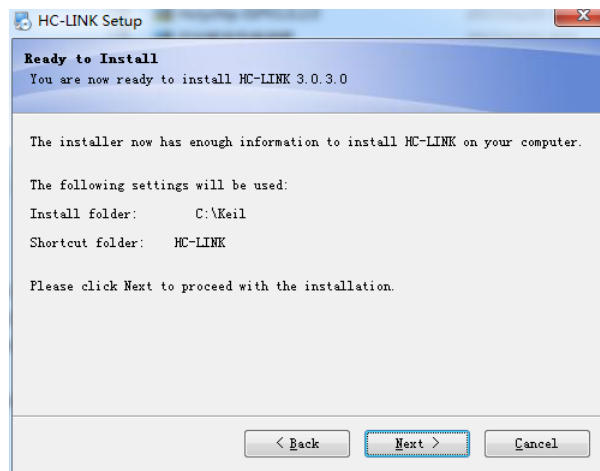 HC-LINK Setup
Ready to Install
You are now ready to install HC-LINK 3.0.3.0
The installer now has enough information to install HC-LINK on your computer.
The following settings will be used:
Install folder: C:\Keil
Shortcut folder: HC-LINK
Please click Next to proceed with the installation.
< Back Next > Cancel